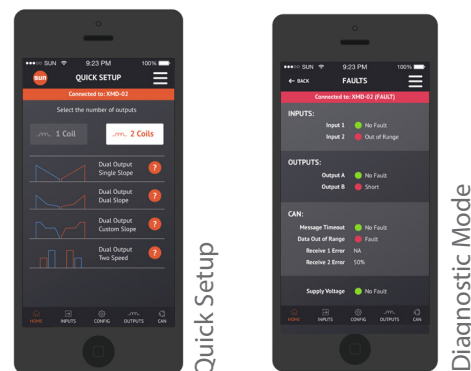 SUN 9:23 PM 100%
sun QUICK SETUP
Connected to: XMD-02
Select the number of outputs
1 Coil 2 Coils
Dual Output
Single Slope
?
Dual Output
Dual Slope
?
Dual Output
Custom Slope
?
Dual Output
Two Speed
?
HOME INPUTS CONFIG OUTPUTS CAN
Quick Setup
SUN 9:23 PM 100%
← BACK FAULTS
Connected to: XMD-02 (FAULT)
INPUTS:
Input 1 No Fault
Input 2 Out of Range
OUTPUTS:
Output A No Fault
Output B Short
CAN:
Message Timeout No Fault
Data Out of Range Fault
Receive 1 Error NA
Receive 2 Error 50%
Supply Voltage No Fault
HOME INPUTS CONFIG OUTPUTS CAN
Diagnostic Mode